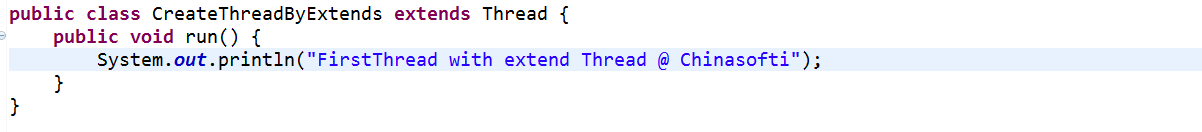 public class CreateThreadByExtends extends Thread {
    public void run() {
        System.out.println("FirstThread with extend Thread @ Chinasofti");
    }
}